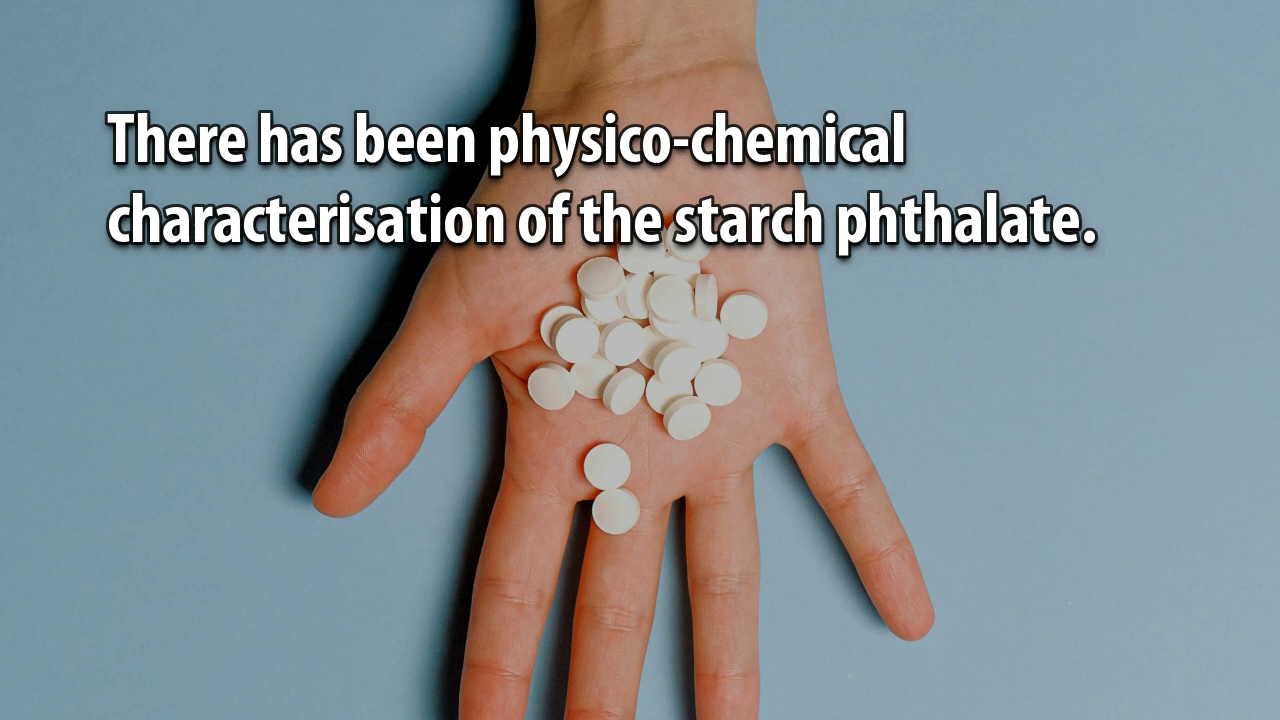 There has been physico-chemical
characterisation of the starch phthalate.